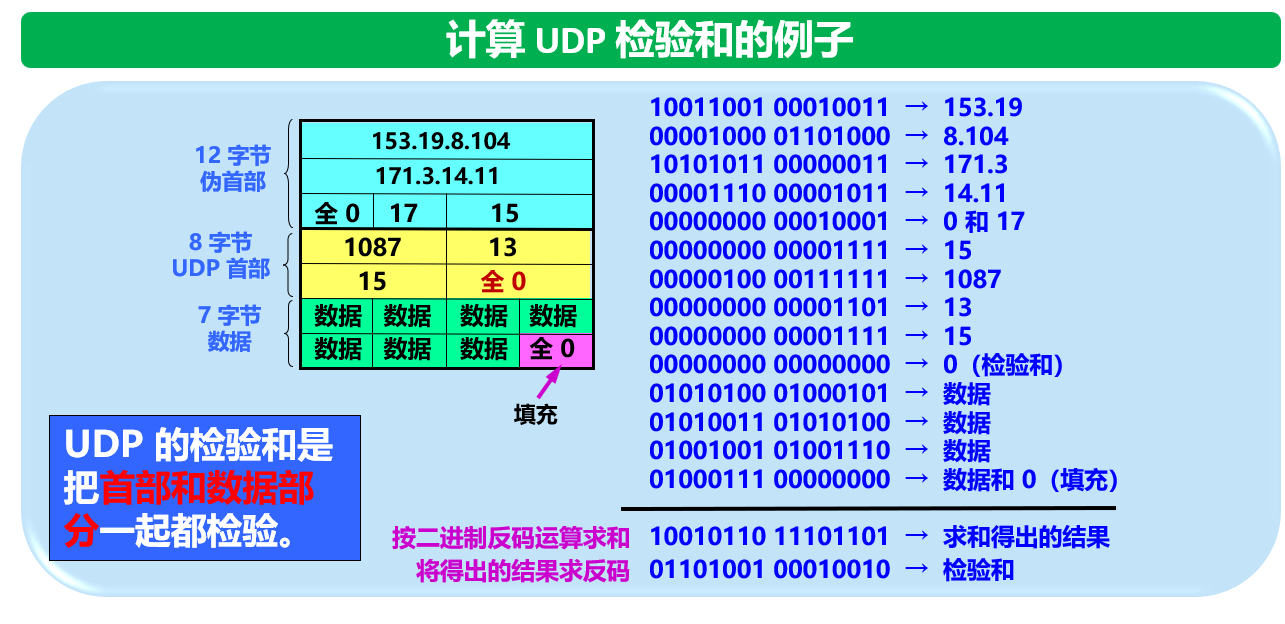 计算 UDP 检验和的例子
12 字节
伪首部
153.19.8.104
171.3.14.11
全 0 17 15
8 字节
UDP 首部
1087 13
15 全 0
7 字节
数据
数据 数据 数据 数据
数据 数据 数据 全 0
填充
UDP 的检验和是
把首部和数据部
分一起都检验。
10011001 00010011 → 153.19
00001000 01101000 → 8.104
10101011 00000011 → 171.3
00001110 00001011 → 14.11
00000000 00010001 → 0 和 17
00000000 00001111 → 15
00000100 00111111 → 1087
00000000 00001101 → 13
00000000 00001111 → 15
00000000 00000000 → 0（检验和）
01010100 01000101 → 数据
01010011 01010100 → 数据
01001001 01001110 → 数据
01000111 00000000 → 数据和 0（填充）
按二进制反码运算求和 10010110 11101101 → 求和得出的结果
将得出的结果求反码 01101001 00010010 → 检验和